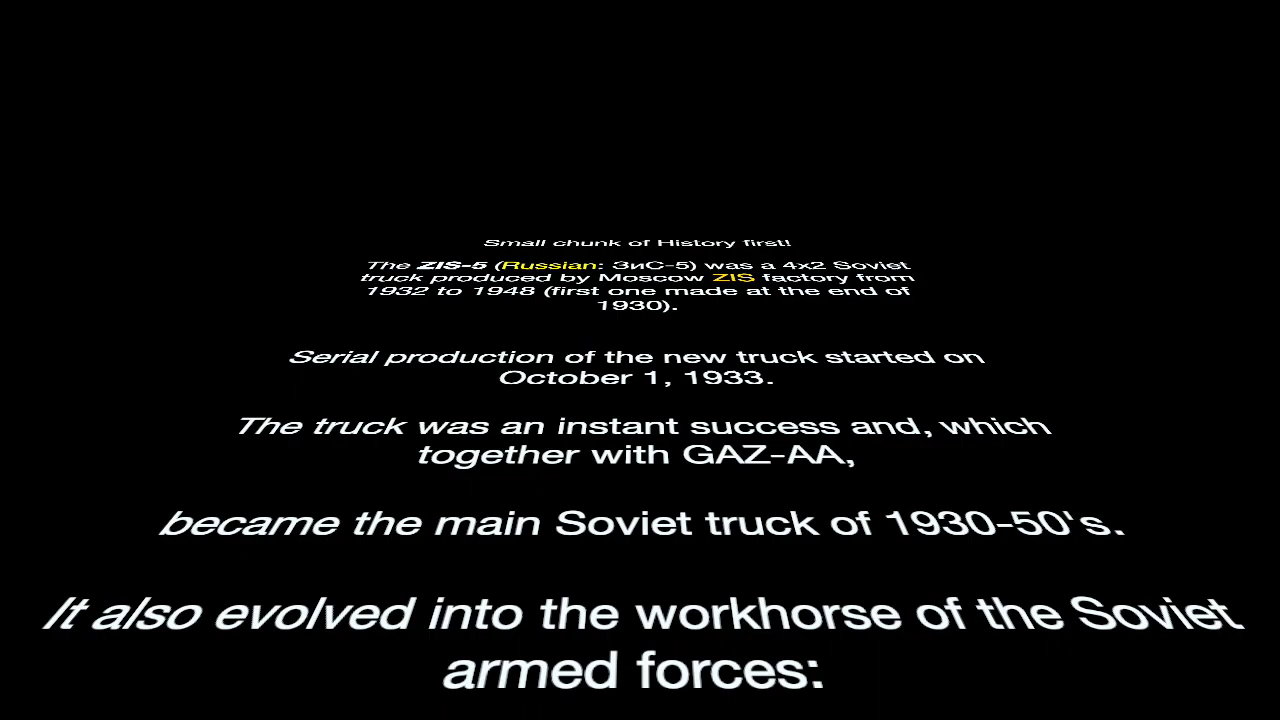 Small chunk of History first!
The ZIS-5 (Russian: ЗиС-5) was a 4x2 Soviet
truck produced by Moscow ZIS factory from
1932 to 1948 (first one made at the end of
1930).
Serial production of the new truck started on
October 1, 1933.
The truck was an instant success and, which
together with GAZ-AA,
became the main Soviet truck of 1930-50's.
It also evolved into the workhorse of the Soviet
armed forces: